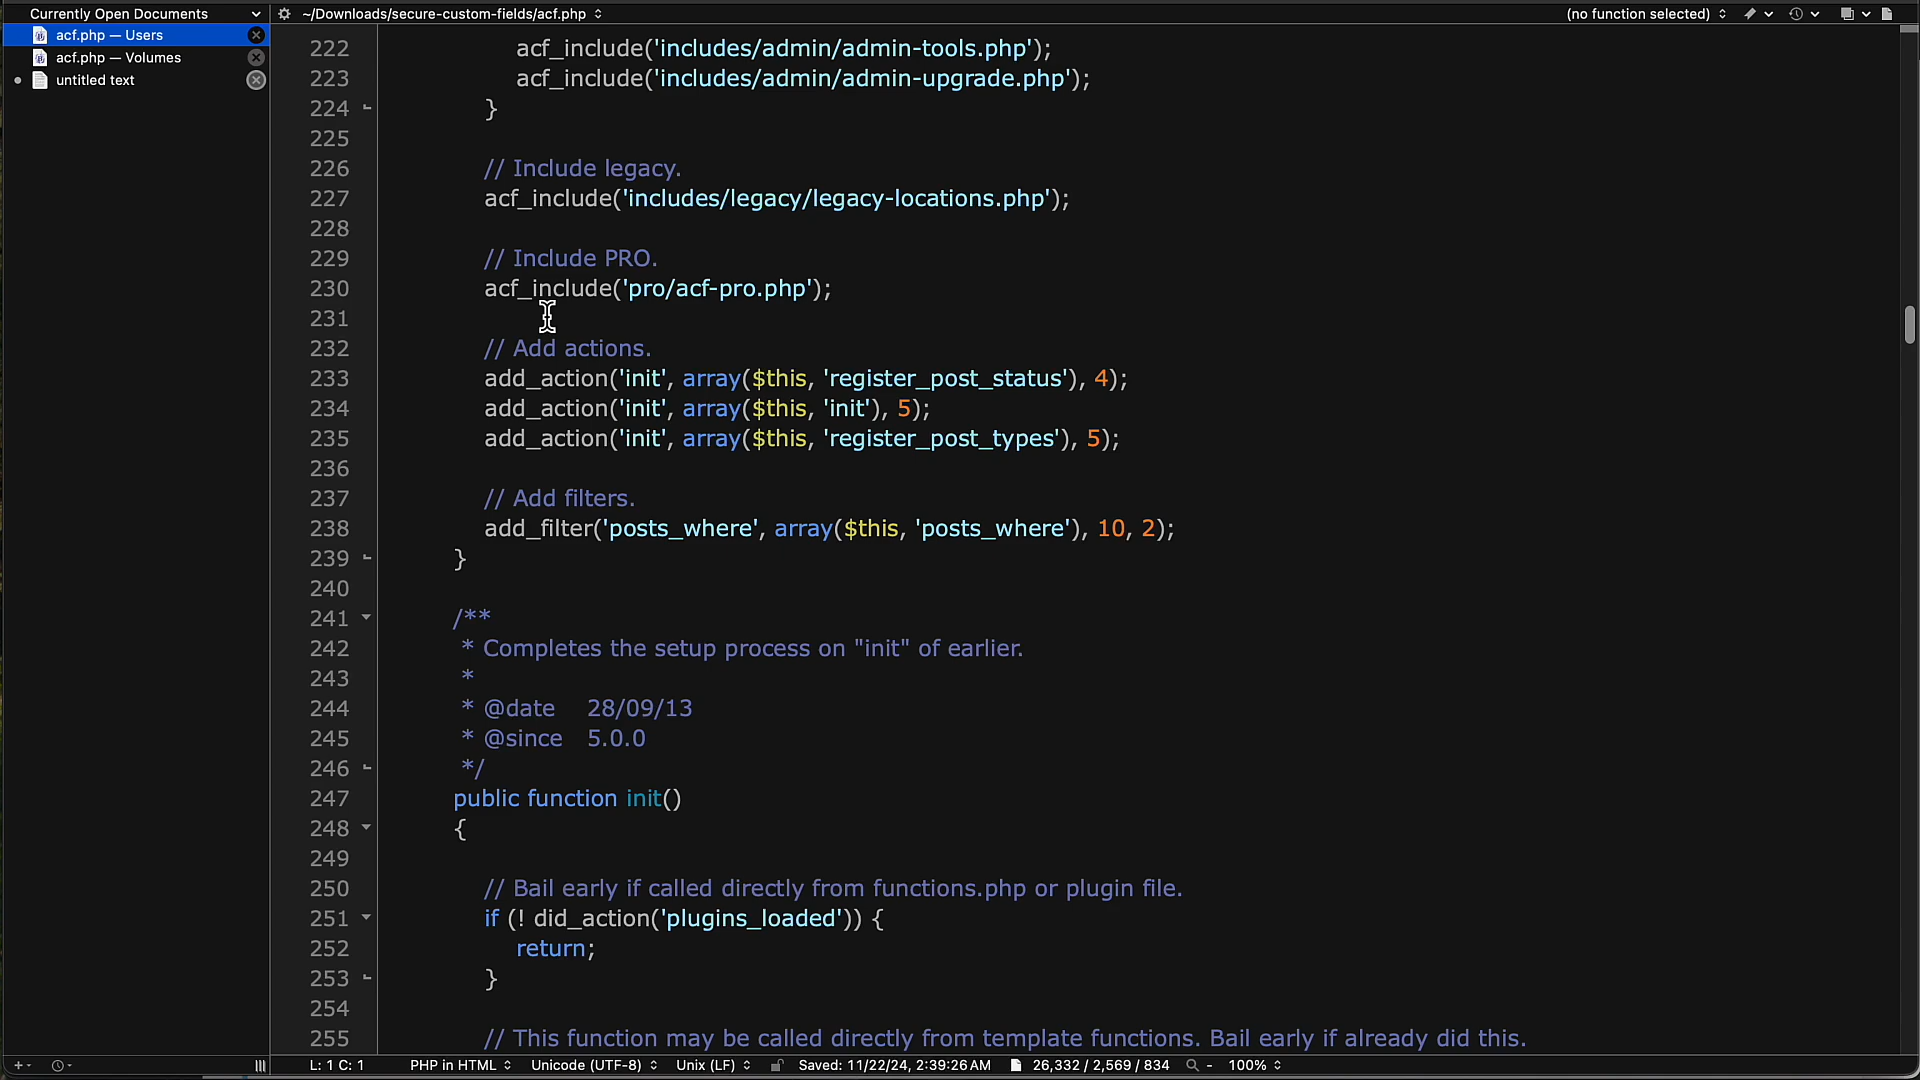 Currently Open Documents
acf.php — Users
acf.php — Volumes
untitled text
~/Downloads/secure-custom-fields/acf.php
(no function selected)
222 acf_include('includes/admin/admin-tools.php');
223 acf_include('includes/admin/admin-upgrade.php');
224 }
225
226 // Include legacy.
227 acf_include('includes/legacy/legacy-locations.php');
228
229 // Include PRO.
230 acf_include('pro/acf-pro.php');
231
232 // Add actions.
233 add_action('init', array($this, 'register_post_status'), 4);
234 add_action('init', array($this, 'init'), 5);
235 add_action('init', array($this, 'register_post_types'), 5);
236
237 // Add filters.
238 add_filter('posts_where', array($this, 'posts_where'), 10, 2);
239 }
240
241 /**
242 * Completes the setup process on "init" of earlier.
243 *
244 * @date 28/09/13
245 * @since 5.0.0
246 */
247 public function init()
248 {
249
250 // Bail early if called directly from functions.php or plugin file.
251 if (! did_action('plugins_loaded')) {
252 return;
253 }
254
255 // This function may be called directly from template functions. Bail early if already did this.
L: 1 C: 1 PHP in HTML Unicode (UTF-8) Unix (LF) Saved: 11/22/24, 2:39:26 AM 26,332 / 2,569 / 834 - 100%